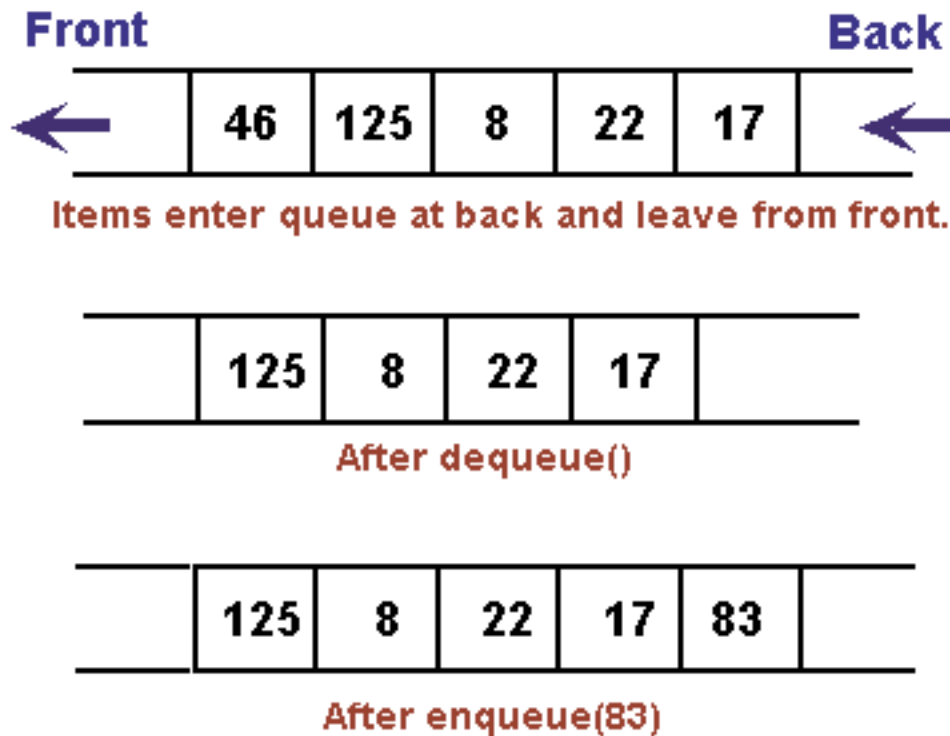 Front Back
46 125 8 22 17
Items enter queue at back and leave from front.
125 8 22 17
After dequeue()
125 8 22 17 83
After enqueue(83)